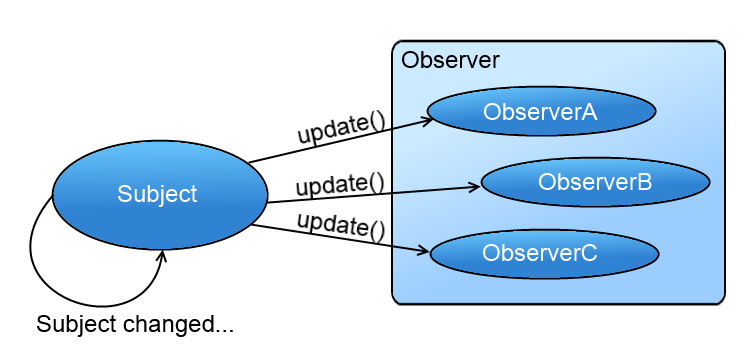 Observer
ObserverA
update()
Subject
update()
ObserverB
update()
ObserverC
Subject changed...